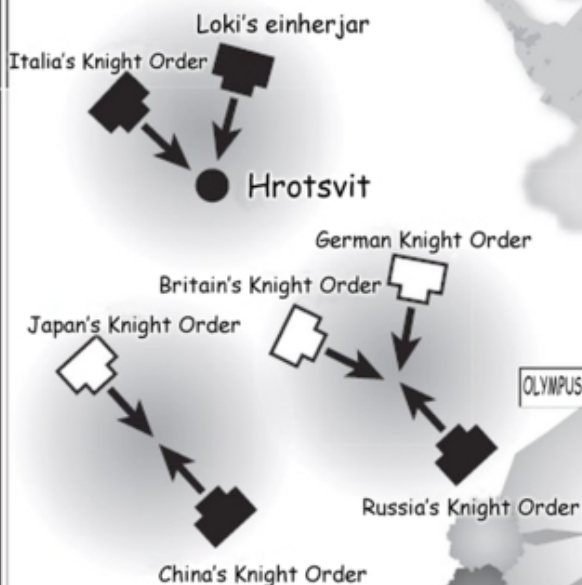 Loki's einherjar
Italia's Knight Order
Hrotsvit
German Knight Order
Britain's Knight Order
Japan's Knight Order
OLYMPUS
Russia's Knight Order
China's Knight Order